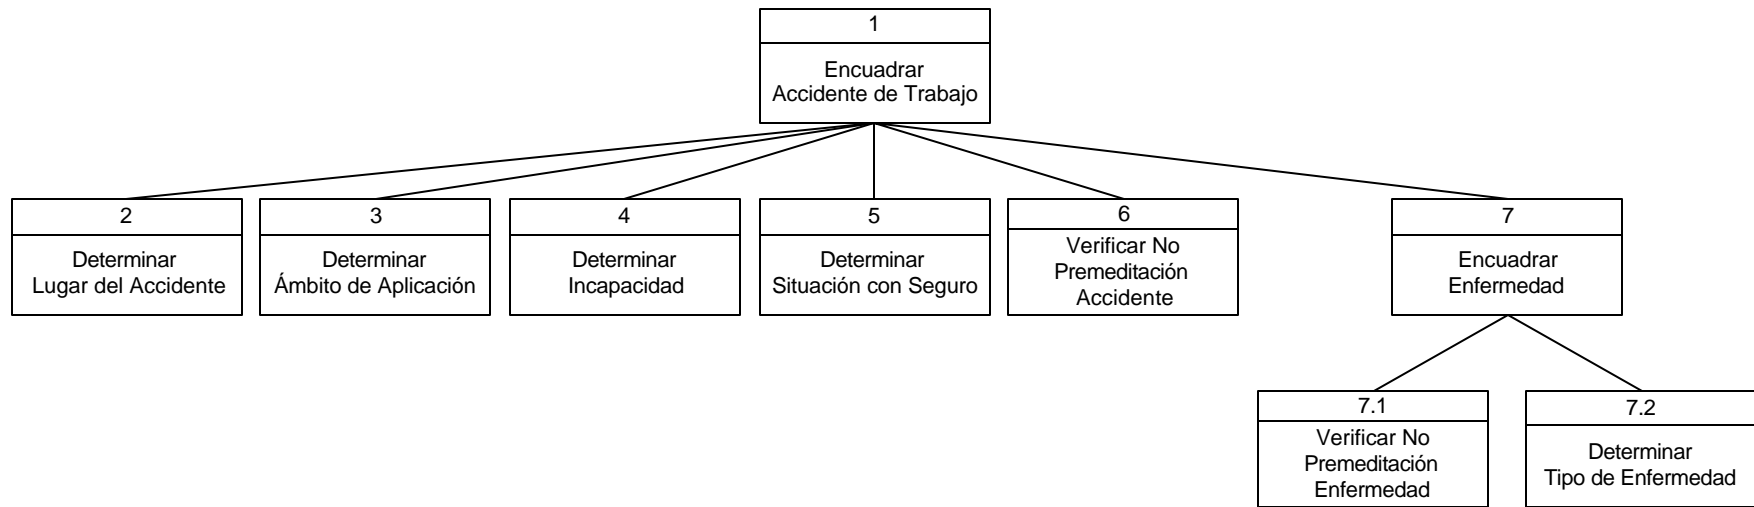 1
Encuadrar
Accidente de Trabajo
2
Determinar
Lugar del Accidente
3
Determinar
Ámbito de Aplicación
4
Determinar
Incapacidad
5
Determinar
Situación con Seguro
6
Verificar No
Premeditación
Accidente
7
Encuadrar
Enfermedad
7.1
Verificar No
Premeditación
Enfermedad
7.2
Determinar
Tipo de Enfermedad